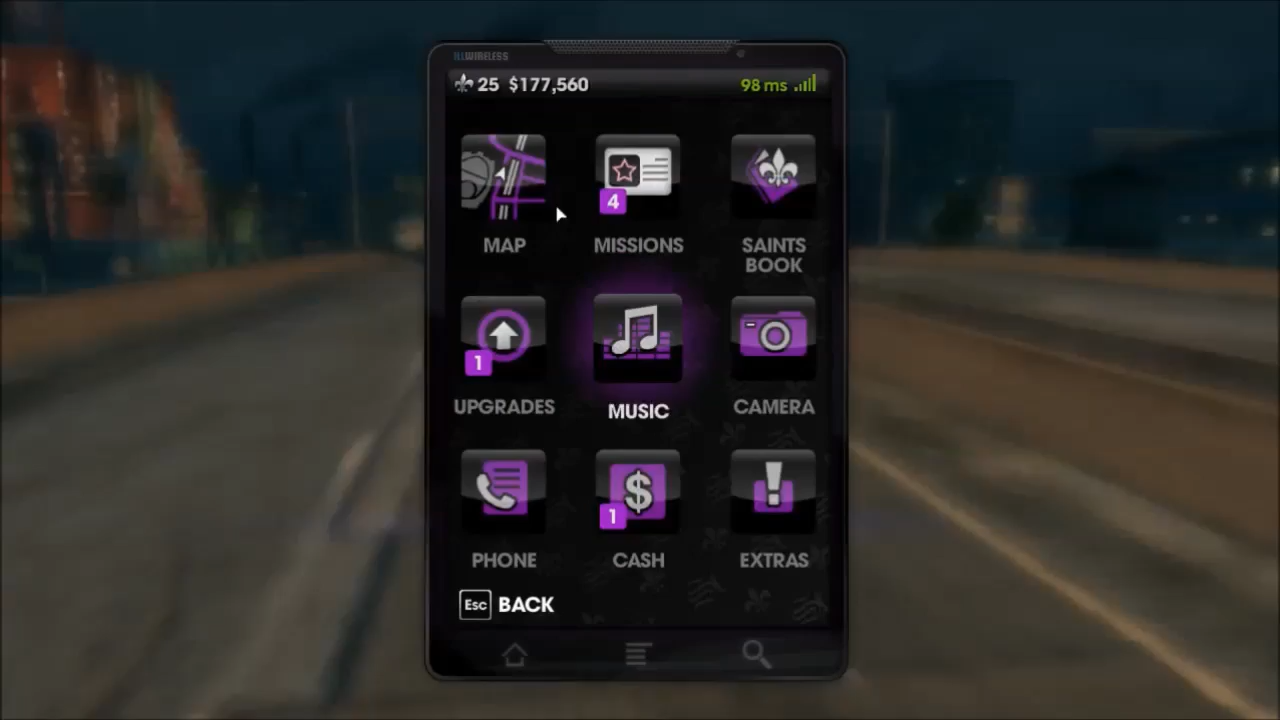 ILLWIRELESS
25 $177,560 98 ms
MAP
4
MISSIONS
SAINTS
BOOK
1
UPGRADES
MUSIC
CAMERA
PHONE
$
1
CASH
!
EXTRAS
Esc BACK